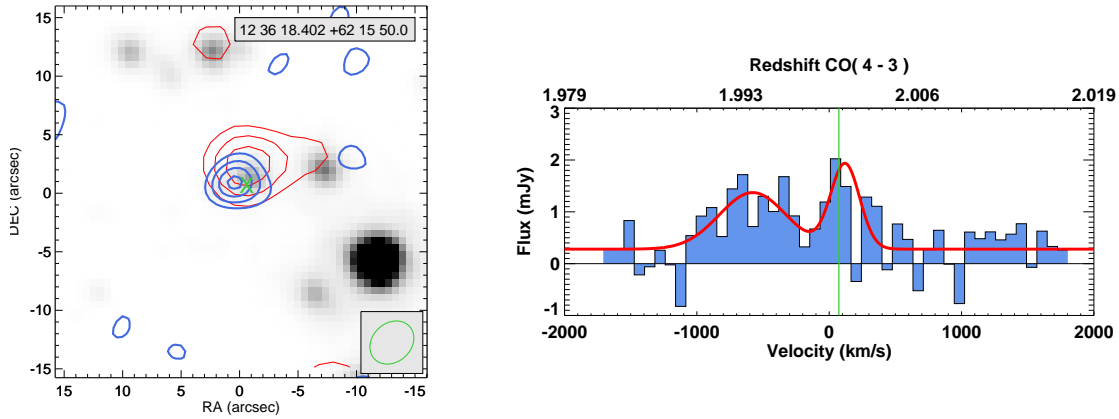 12 36 18.402 +62 15 50.0
15
10
5
0
-5
-10
-15
DEC (arcsec)
15 10 5 0 -5 -10 -15
RA (arcsec)
Redshift CO( 4 - 3 )
1.979 1.993 2.006 2.019
3
2
1
0
-1
Flux (mJy)
-2000 -1000 0 1000 2000
Velocity (km/s)